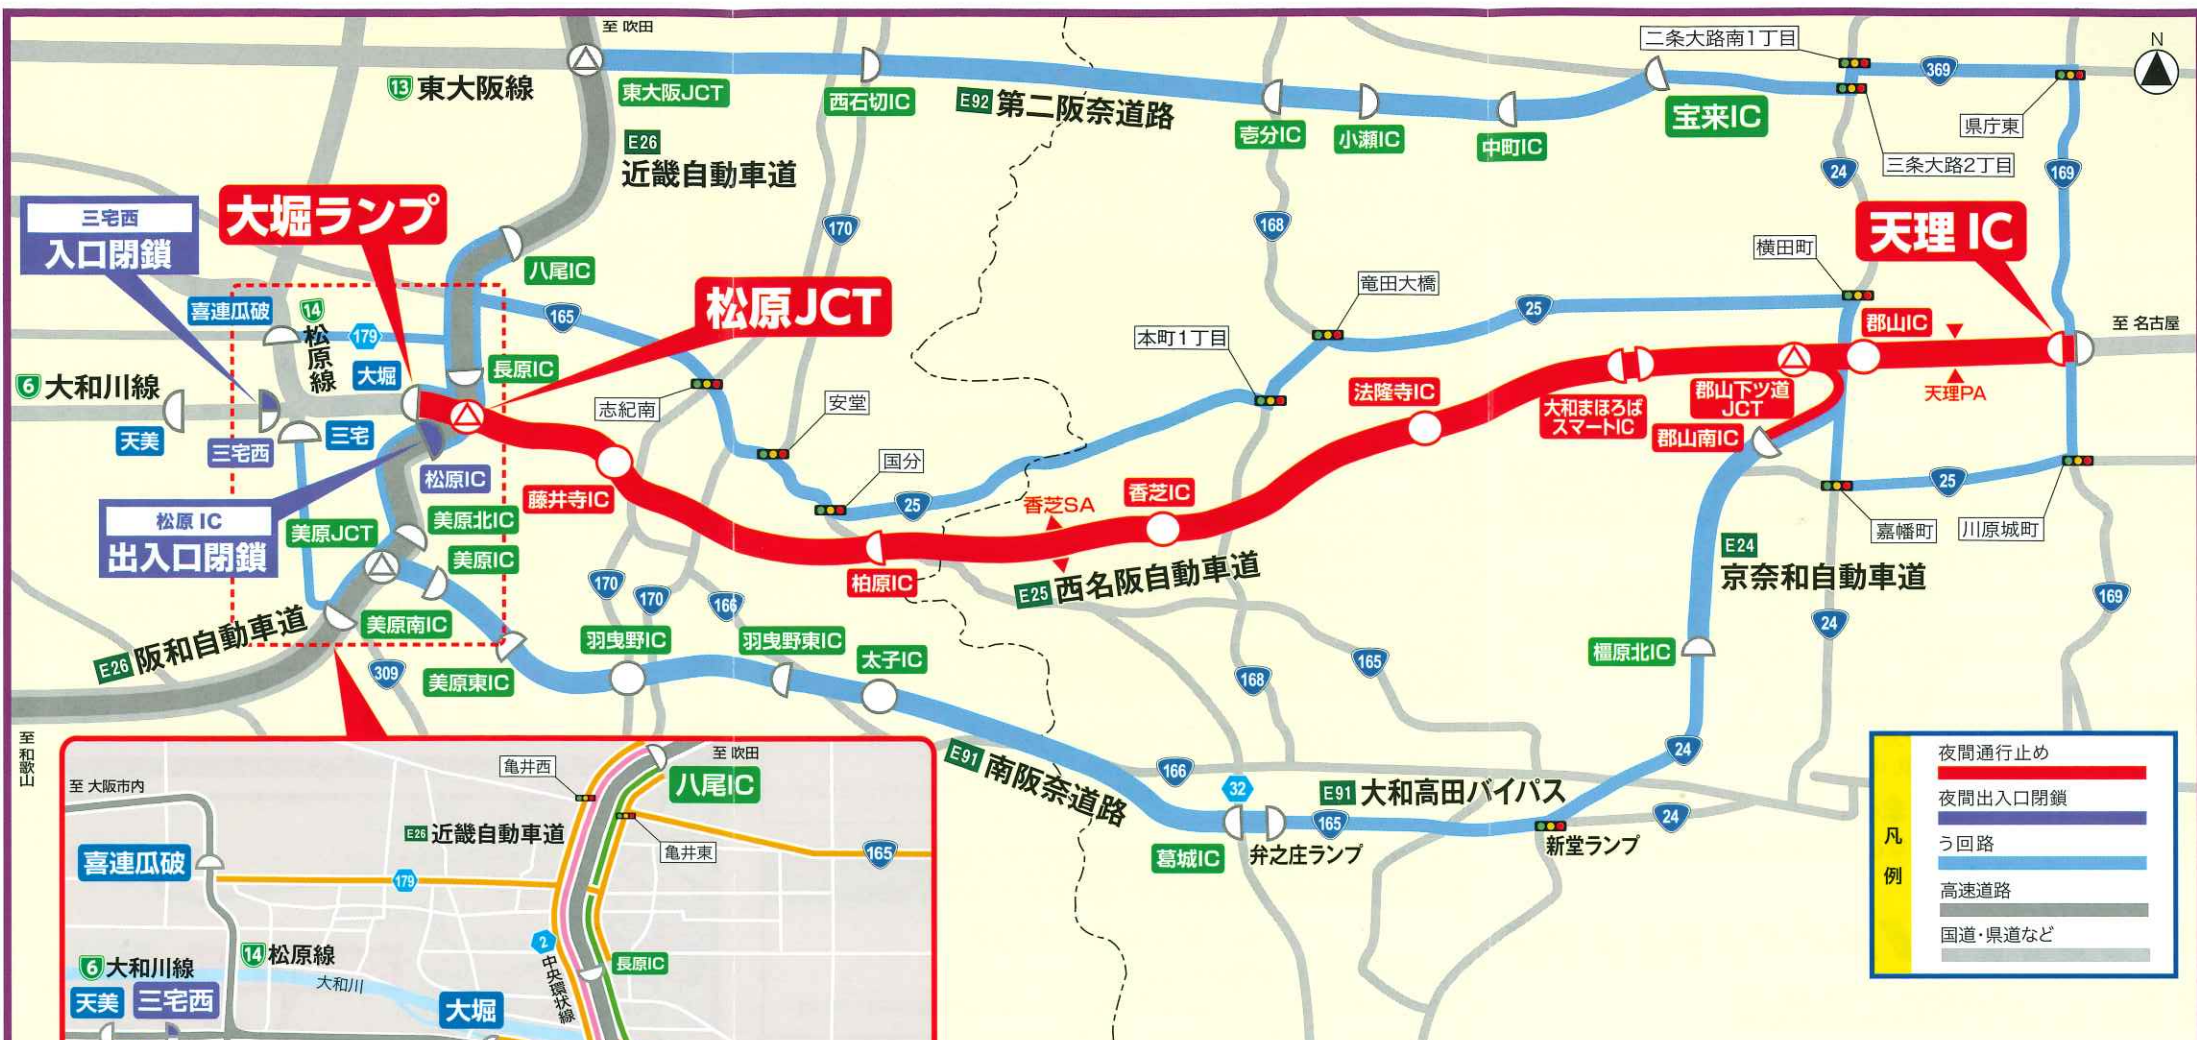 至 吹田
13 東大阪線
東大阪JCT
西石切IC
E92 第二阪奈道路
壱分IC
小瀬IC
中町IC
宝来IC
二条大路南1丁目
369
県庁東
三条大路2丁目
N
E26
近畿自動車道
24
169
170
168
三宅西
入口閉鎖
大堀ランプ
八尾IC
松原JCT
横田町
天理 IC
竜田大橋
喜連瓜破
14
松原線
179
165
本町1丁目
25
郡山IC
至 名古屋
6 大和川線
大堀
長原IC
天美
三宅西
三宅
志紀南
安堂
法隆寺IC
大和まほろば
スマートIC
郡山下ツ道
JCT
郡山南IC
天理PA
松原IC
国分
藤井寺IC
25
香芝SA
香芝IC
松原 IC
出入口閉鎖
美原JCT
美原北IC
美原IC
柏原IC
E25 西名阪自動車道
E24
京奈和自動車道
嘉幡町
25
川原城町
169
24
E26 阪和自動車道
美原南IC
170
170
166
羽曳野IC
羽曳野東IC
太子IC
309
美原東IC
168
165
橿原北IC
至 和歌山
E91 南阪奈道路
166
32
E91 大和高田バイパス
24
葛城IC
弁之庄ランプ
165
新堂ランプ
24
凡例
夜間通行止め
夜間出入口閉鎖
う回路
高速道路
国道・県道など
至 大阪市内
亀井西
至 吹田
八尾IC
E26 近畿自動車道
亀井東
165
喜連瓜破
179
2
中央環状線
長原IC
6 大和川線
14 松原線
大和川
天美
三宅西
大堀